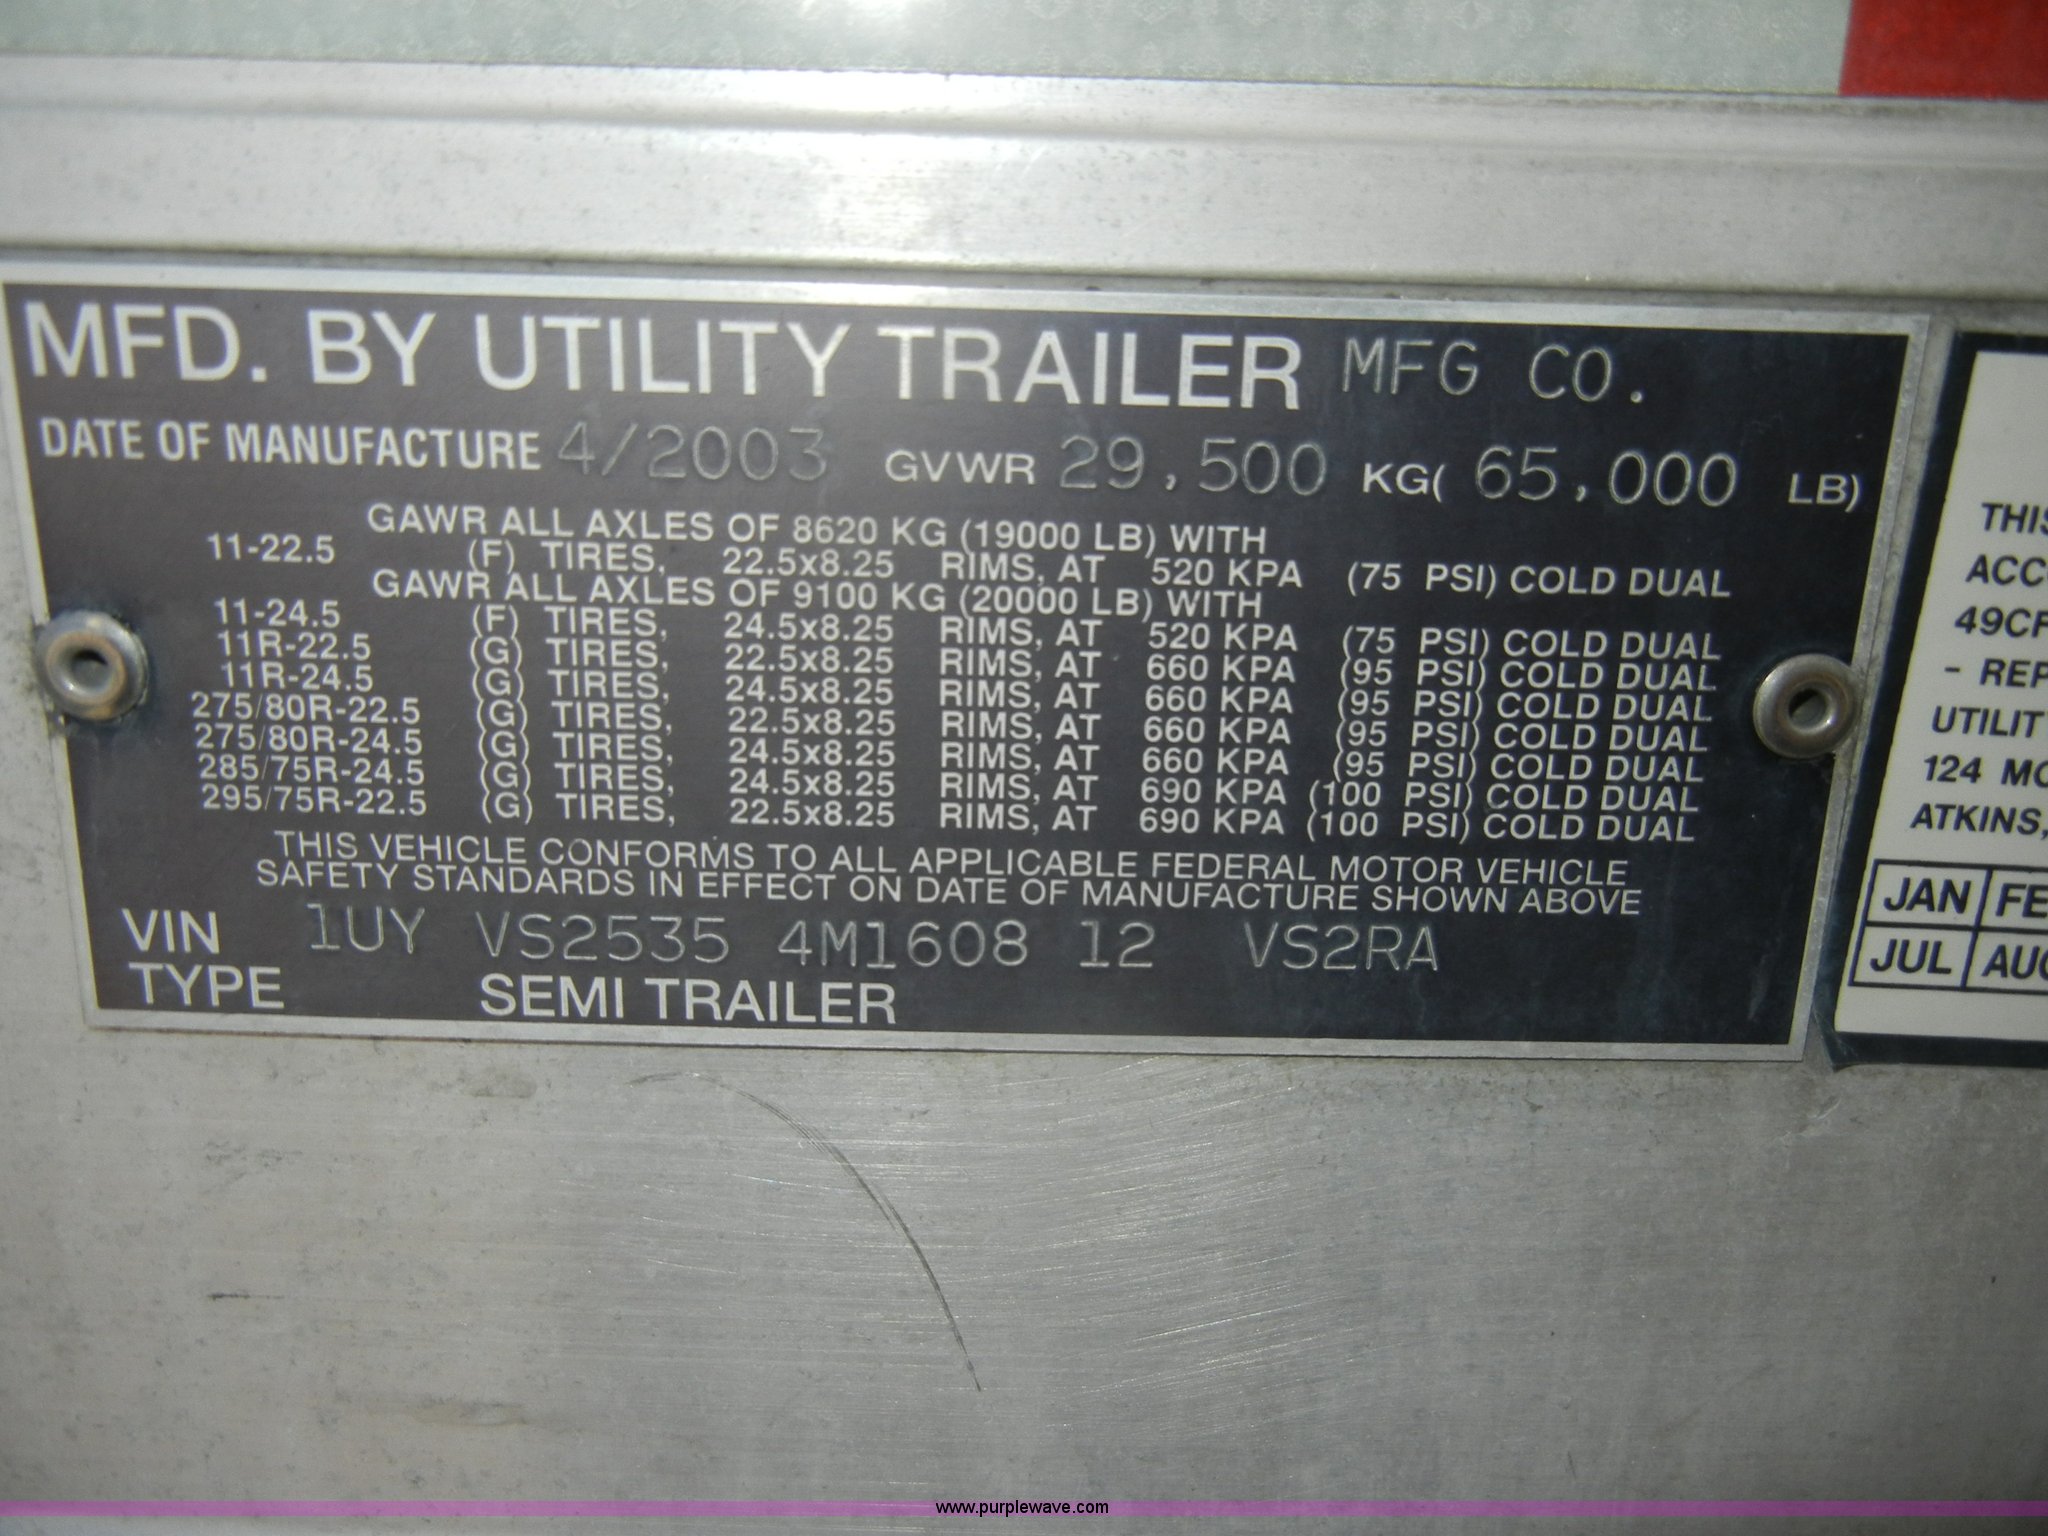 MFD. BY UTILITY TRAILER MFG CO.
DATE OF MANUFACTURE 4/2003 GVWR 29,500 KG( 65,000 LB)
GAWR ALL AXLES OF 8620 KG (19000 LB) WITH
11-22.5 (F) TIRES, 22.5x8.25 RIMS, AT 520 KPA (75 PSI) COLD DUAL
GAWR ALL AXLES OF 9100 KG (20000 LB) WITH
11-24.5 (F) TIRES, 24.5x8.25 RIMS, AT 520 KPA (75 PSI) COLD DUAL
11R-22.5 (G) TIRES, 22.5x8.25 RIMS, AT 660 KPA (95 PSI) COLD DUAL
11R-24.5 (G) TIRES, 24.5x8.25 RIMS, AT 660 KPA (95 PSI) COLD DUAL
275/80R-22.5 (G) TIRES, 22.5x8.25 RIMS, AT 660 KPA (95 PSI) COLD DUAL
275/80R-24.5 (G) TIRES, 24.5x8.25 RIMS, AT 660 KPA (95 PSI) COLD DUAL
285/75R-24.5 (G) TIRES, 24.5x8.25 RIMS, AT 690 KPA (100 PSI) COLD DUAL
295/75R-22.5 (G) TIRES, 22.5x8.25 RIMS, AT 690 KPA (100 PSI) COLD DUAL
THIS VEHICLE CONFORMS TO ALL APPLICABLE FEDERAL MOTOR VEHICLE
SAFETY STANDARDS IN EFFECT ON DATE OF MANUFACTURE SHOWN ABOVE
VIN 1UY VS2535 4M1608 12 VS2RA
TYPE SEMI TRAILER
THIS
ACC
49CF
- REP
UTILIT
124 MO
ATKINS,
JAN FE
JUL AUG
www.purplewave.com